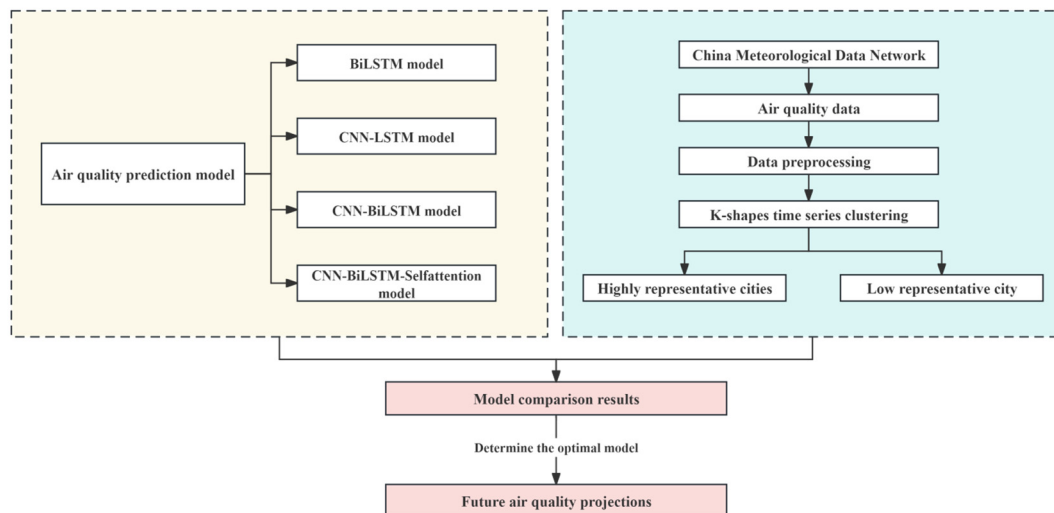 Air quality prediction model
BiLSTM model
CNN-LSTM model
CNN-BiLSTM model
CNN-BiLSTM-Selfattention
model
China Meteorological Data Network
Air quality data
Data preprocessing
K-shapes time series clustering
Highly representative cities
Low representative city
Model comparison results
Determine the optimal model
Future air quality projections